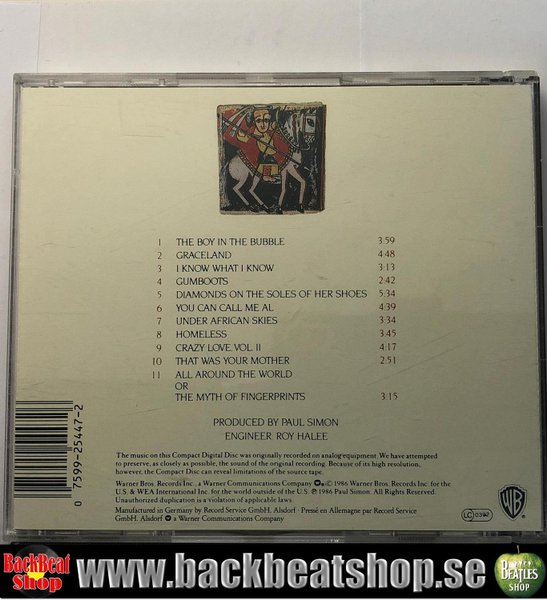 1 THE BOY IN THE BUBBLE 3:59
2 GRACELAND 4:48
3 I KNOW WHAT I KNOW 3:13
4 GUMBOOTS 2:42
5 DIAMONDS ON THE SOLES OF HER SHOES 5:34
6 YOU CAN CALL ME AL 4:39
7 UNDER AFRICAN SKIES 3:34
8 HOMELESS 3:45
9 CRAZY LOVE, VOL. II 4:17
10 THAT WAS YOUR MOTHER 2:51
11 ALL AROUND THE WORLD
OR
THE MYTH OF FINGERPRINTS 3:15
PRODUCED BY PAUL SIMON
ENGINEER: ROY HALEE
The music on this Compact Digital Disc was originally recorded on analog equipment. We have attempted
to preserve, as closely as possible, the sound of the original recording. Because of its high resolution,
however, the Compact Disc can reveal limitations of the source tape.
Warner Bros. Records Inc., a Warner Communications Company ℗ © 1986 Warner Bros. Records Inc. for the
U.S. & WEA International Inc. for the world outside of the U.S. ℗ 1986 Paul Simon. All Rights Reserved.
Unauthorized duplication is a violation of applicable laws.
Manufactured in Germany by Record Service GmbH, Alsdorf · Pressé en Allemagne par Record Service
GmbH, Alsdorf a Warner Communications Company
LC 0392
WB
0 7599-25447-2
BackBeat
Shop
www.backbeatshop.se
BEATLES
SHOP